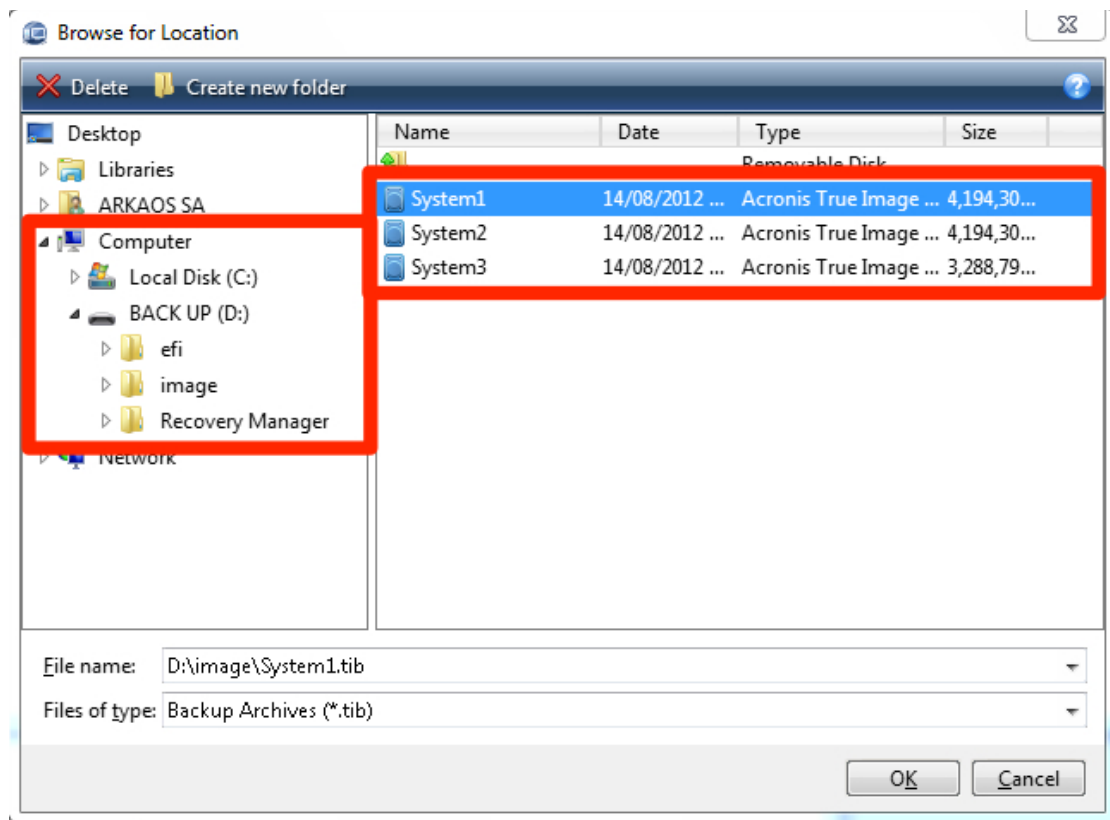 Browse for Location
Delete Create new folder
Desktop
Libraries
ARKAOS SA
Computer
Local Disk (C:)
BACK UP (D:)
efi
image
Recovery Manager
Network
Name Date Type Size
Removable Disk
System1 14/08/2012 ... Acronis True Image ... 4,194,30...
System2 14/08/2012 ... Acronis True Image ... 4,194,30...
System3 14/08/2012 ... Acronis True Image ... 3,288,79...
File name: D:\image\System1.tib
Files of type: Backup Archives (*.tib)
OK Cancel